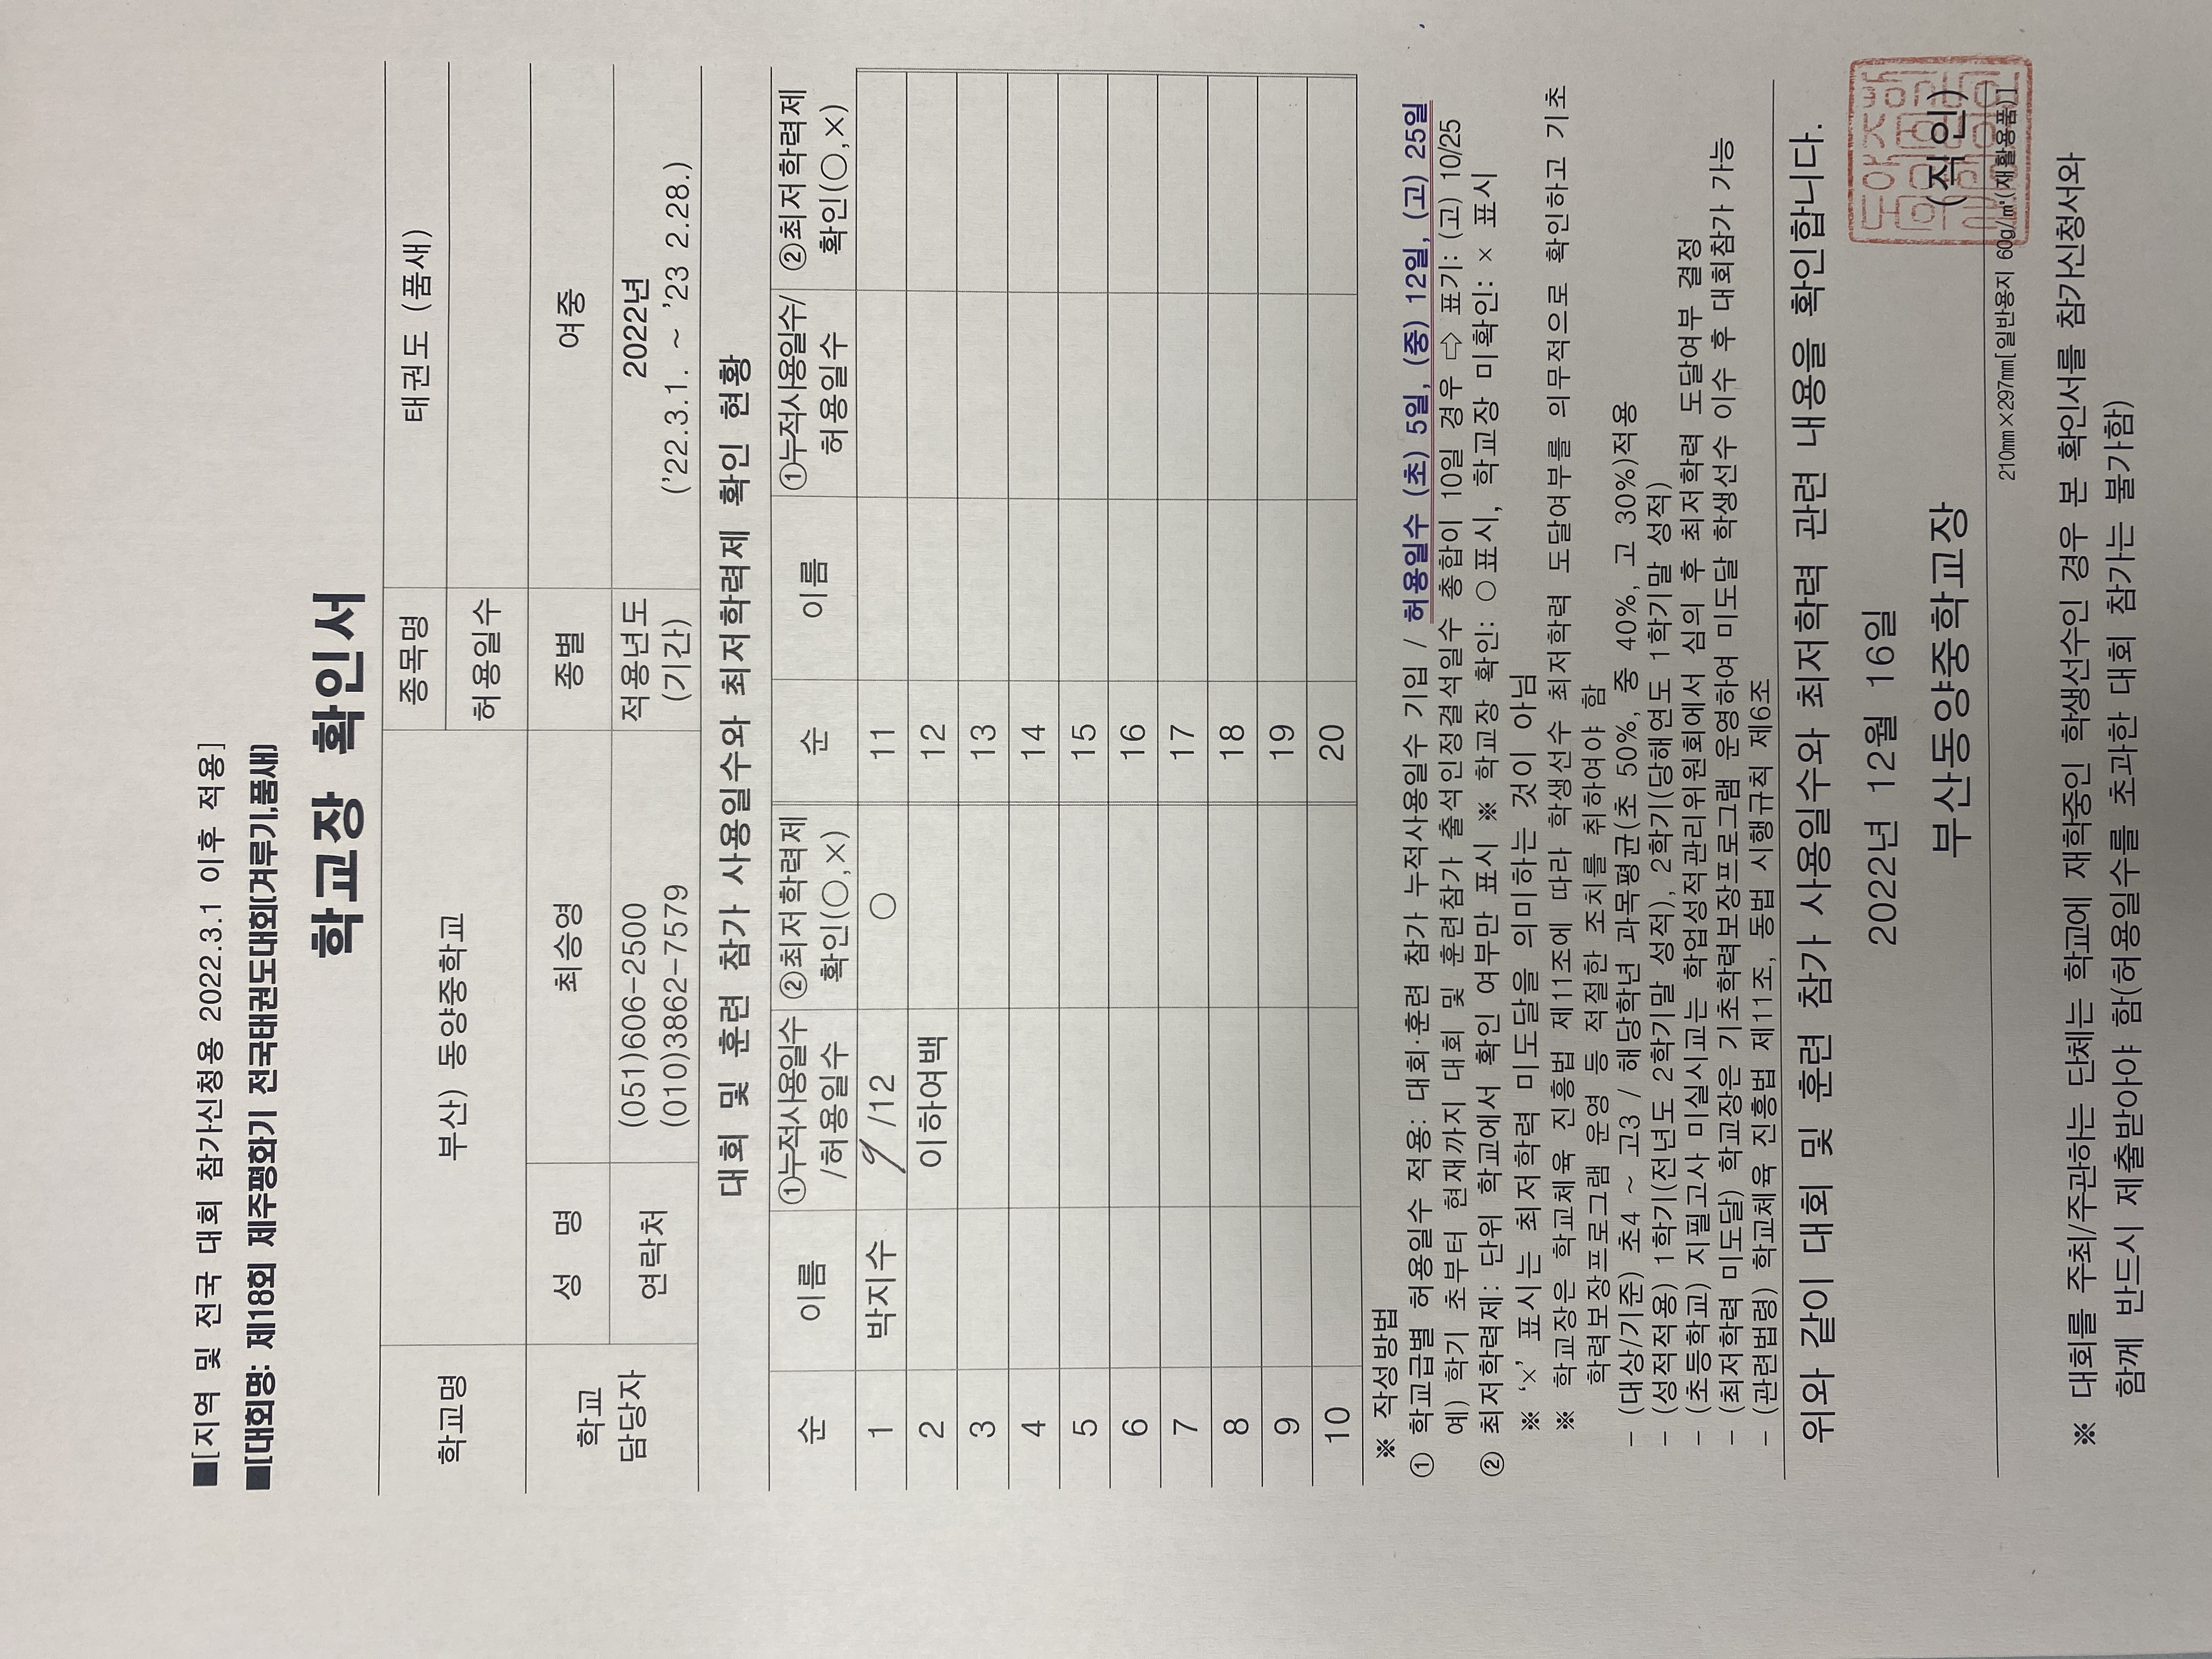 ■[지역 및 전국 대회 참가신청용 2022.3.1 이후 적용]
■[대회명: 제18회 제주평화기 전국태권도대회(겨루기,품새)]
학교장 확인서
학교명 부산) 동양중학교 종목명 태권도 (품새)
허용일수
학교 담당자 성 명 최승영 종별 여중
연락처 (051)606-2500 적용년도 2022년
(010)3862-7579 (기간) ('22.3.1. ~ '23 2.28.)
대회 및 훈련 참가 사용일수와 최저학력제 확인 현황
순 이름 ①누적사용일수 ②최저학력제 순 이름 ①누적사용일수/ ②최저학력제
/허용일수 확인(○,×) 허용일수 확인(○,×)
1 박지수 9/12 ○ 11
2 이하여백 12
3 13
4 14
5 15
6 16
7 17
8 18
9 19
10 20
※ 작성방법
① 학교급별 허용일수 적용: 대회·훈련 참가 누적사용일수 기입 / 허용일수 (초) 5일, (중) 12일, (고) 25일
예) 학기 초부터 현재까지 대회 및 훈련참가 출석인정결석일수 총합이 10일 경우 ⇨ 표기: (고) 10/25
② 최저학력제: 단위 학교에서 확인 여부만 표시 ※ 학교장 확인: ○표시, 학교장 미확인: × 표시
※ '×' 표시는 최저학력 미도달을 의미하는 것이 아님
※ 학교장은 학교체육 진흥법 제11조에 따라 학생선수 최저학력 도달여부를 의무적으로 확인하고 기초
학력보장프로그램 운영 등 적절한 조치를 취하여야 함
- (대상/기준) 초4 ~ 고3 / 해당학년 과목평균(초 50%, 중 40%, 고 30%)적용
- (성적적용) 1학기(전년도 2학기말 성적), 2학기(당해연도 1학기말 성적)
- (초등학교) 지필고사 미실시교는 학업성적관리위원회에서 심의 후 최저학력 도달여부 결정
- (최저학력 미도달) 학교장은 기초학력보장프로그램 운영하여 미도달 학생선수 이수 후 대회참가 가능
- (관련법령) 학교체육 진흥법 제11조, 동법 시행규칙 제6조
위와 같이 대회 및 훈련 참가 사용일수와 최저학력 관련 내용을 확인합니다.
2022년 12월 16일
부산동양중학교장 (직인)
210㎜×297㎜[일반용지 60g/㎡(재활용품)]
※ 대회를 주최/주관하는 단체는 학교에 재학중인 학생선수인 경우 본 확인서를 참가신청서와
함께 반드시 제출받아야 함(허용일수를 초과한 대회 참가는 불가함)